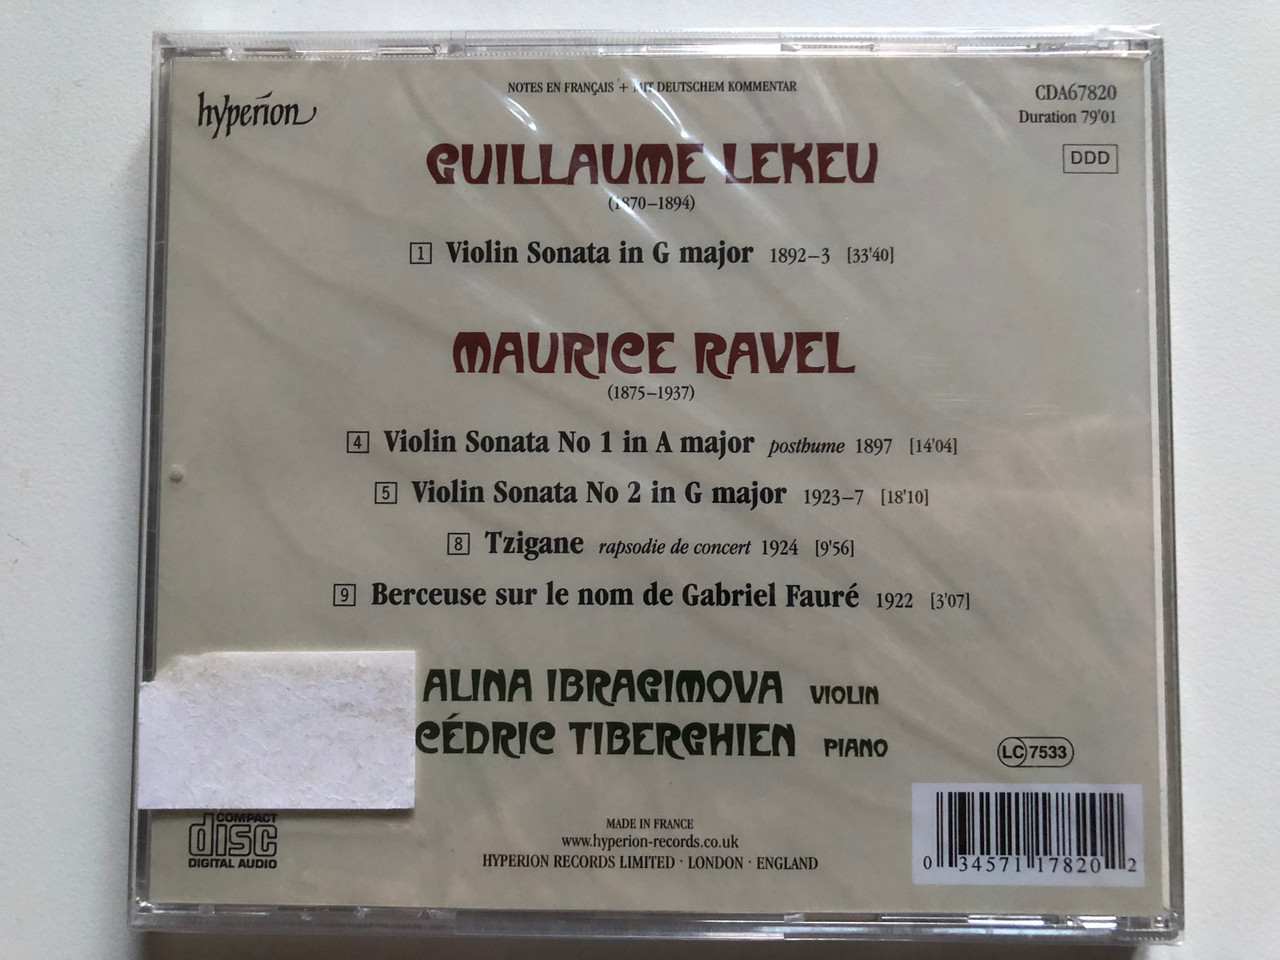 NOTES EN FRANÇAIS + MIT DEUTSCHEM KOMMENTAR
hyperion
CDA67820
Duration 79'01
DDD
GUILLAUME LEKEU
(1870–1894)
1 Violin Sonata in G major 1892–3 [33'40]
MAURICE RAVEL
(1875–1937)
4 Violin Sonata No 1 in A major posthume 1897 [14'04]
5 Violin Sonata No 2 in G major 1923–7 [18'10]
8 Tzigane rapsodie de concert 1924 [9'56]
9 Berceuse sur le nom de Gabriel Fauré 1922 [3'07]
ALINA IBRAGIMOVA VIOLIN
CÉDRIC TIBERGHIEN PIANO
LC 7533
COMPACT
disc
DIGITAL AUDIO
MADE IN FRANCE
www.hyperion-records.co.uk
HYPERION RECORDS LIMITED · LONDON · ENGLAND
0 34571 17820 2